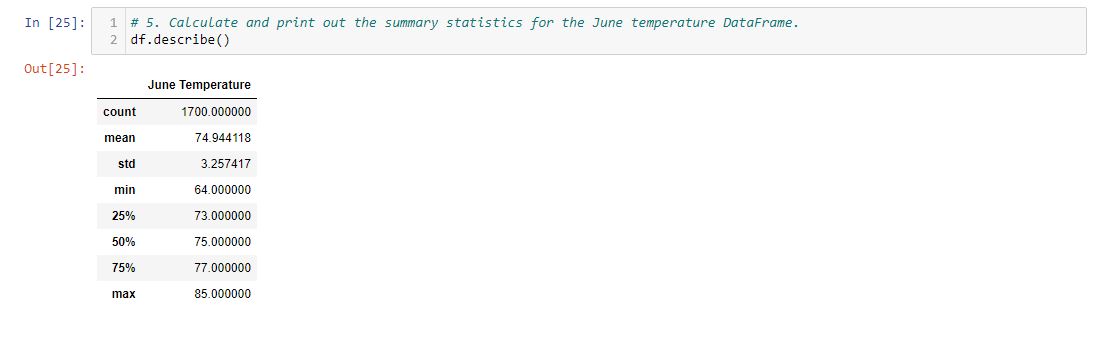 In [25]: 1 # 5. Calculate and print out the summary statistics for the June temperature DataFrame.
2 df.describe()
Out[25]:
June Temperature
count 1700.000000
mean 74.944118
std 3.257417
min 64.000000
25% 73.000000
50% 75.000000
75% 77.000000
max 85.000000